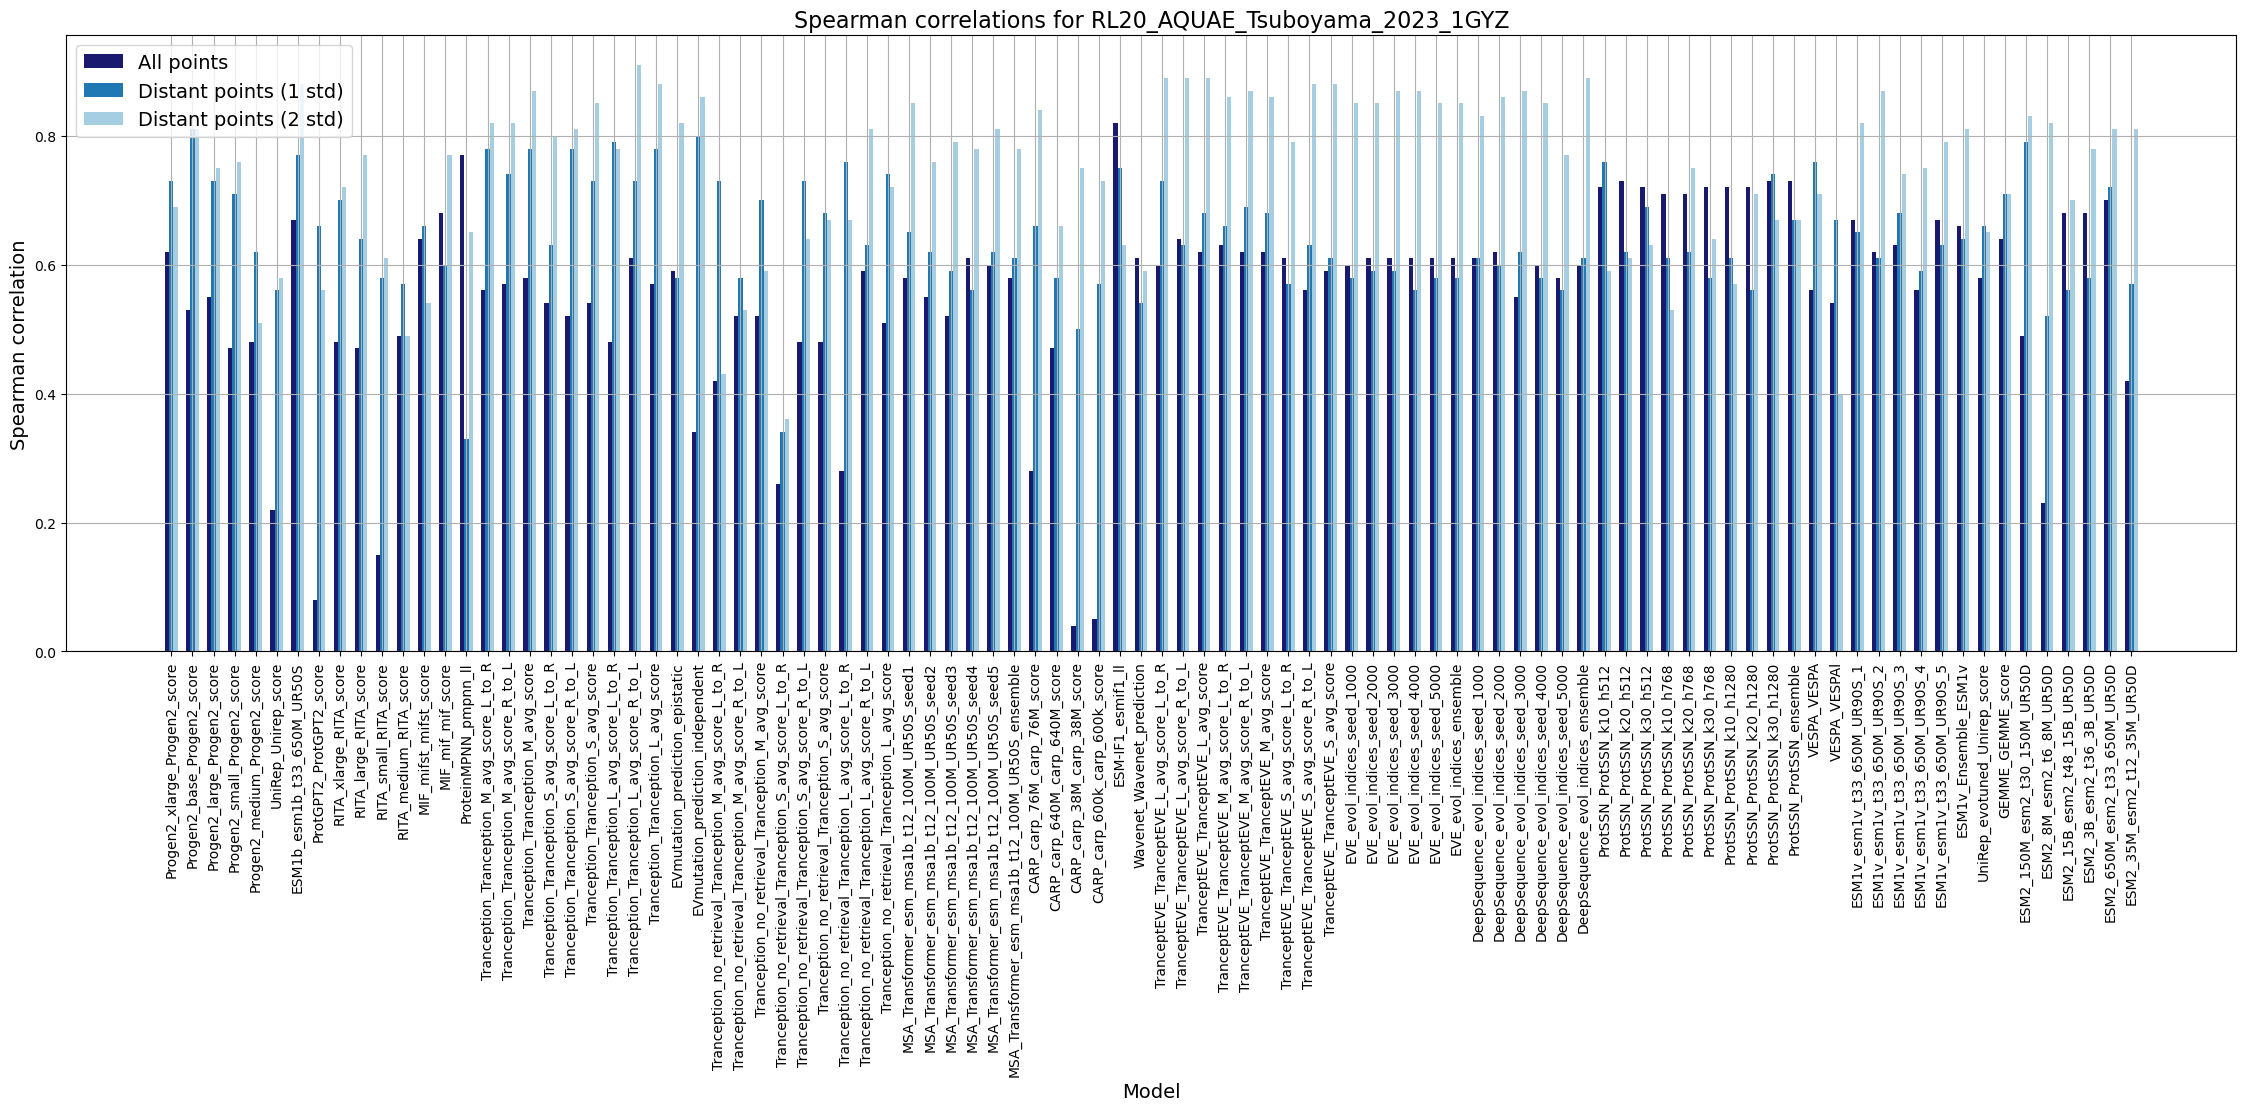 Spearman correlations for RL20_AQUAE_Tsuboyama_2023_1GYZ
All points
Distant points (1 std)
Distant points (2 std)
Spearman correlation
0.8
0.6
0.4
0.2
0.0
Progen2_xlarge_Progen2_score
Progen2_base_Progen2_score
Progen2_large_Progen2_score
Progen2_small_Progen2_score
Progen2_medium_Progen2_score
UniRep_Unirep_score
ESM1b_esm1b_t33_650M_UR50S
ProtGPT2_ProtGPT2_score
RITA_xlarge_RITA_score
RITA_large_RITA_score
RITA_small_RITA_score
RITA_medium_RITA_score
MIF_mifst_mifst_score
MIF_mif_mif_score
ProteinMPNN_pmpnn_ll
Tranception_Tranception_M_avg_score_L_to_R
Tranception_Tranception_M_avg_score_R_to_L
Tranception_Tranception_M_avg_score
Tranception_Tranception_S_avg_score_L_to_R
Tranception_Tranception_S_avg_score_R_to_L
Tranception_Tranception_S_avg_score
Tranception_Tranception_L_avg_score_L_to_R
Tranception_Tranception_L_avg_score_R_to_L
Tranception_Tranception_L_avg_score
EVmutation_prediction_epistatic
EVmutation_prediction_independent
Tranception_no_retrieval_Tranception_M_avg_score_L_to_R
Tranception_no_retrieval_Tranception_M_avg_score_R_to_L
Tranception_no_retrieval_Tranception_M_avg_score
Tranception_no_retrieval_Tranception_S_avg_score_L_to_R
Tranception_no_retrieval_Tranception_S_avg_score_R_to_L
Tranception_no_retrieval_Tranception_S_avg_score
Tranception_no_retrieval_Tranception_L_avg_score_L_to_R
Tranception_no_retrieval_Tranception_L_avg_score_R_to_L
Tranception_no_retrieval_Tranception_L_avg_score
MSA_Transformer_esm_msa1b_t12_100M_UR50S_seed1
MSA_Transformer_esm_msa1b_t12_100M_UR50S_seed2
MSA_Transformer_esm_msa1b_t12_100M_UR50S_seed3
MSA_Transformer_esm_msa1b_t12_100M_UR50S_seed4
MSA_Transformer_esm_msa1b_t12_100M_UR50S_seed5
MSA_Transformer_esm_msa1b_t12_100M_UR50S_ensemble
CARP_carp_76M_carp_76M_score
CARP_carp_640M_carp_640M_score
CARP_carp_38M_carp_38M_score
CARP_carp_600k_carp_600k_score
ESM-IF1_esmif1_ll
Wavenet_Wavenet_prediction
TranceptEVE_TranceptEVE_L_avg_score_L_to_R
TranceptEVE_TranceptEVE_L_avg_score_R_to_L
TranceptEVE_TranceptEVE_L_avg_score
TranceptEVE_TranceptEVE_M_avg_score_L_to_R
TranceptEVE_TranceptEVE_M_avg_score_R_to_L
TranceptEVE_TranceptEVE_M_avg_score
TranceptEVE_TranceptEVE_S_avg_score_L_to_R
TranceptEVE_TranceptEVE_S_avg_score_R_to_L
TranceptEVE_TranceptEVE_S_avg_score
EVE_evol_indices_seed_1000
EVE_evol_indices_seed_2000
EVE_evol_indices_seed_3000
EVE_evol_indices_seed_4000
EVE_evol_indices_seed_5000
EVE_evol_indices_ensemble
DeepSequence_evol_indices_seed_1000
DeepSequence_evol_indices_seed_2000
DeepSequence_evol_indices_seed_3000
DeepSequence_evol_indices_seed_4000
DeepSequence_evol_indices_seed_5000
DeepSequence_evol_indices_ensemble
ProtSSN_ProtSSN_k10_h512
ProtSSN_ProtSSN_k20_h512
ProtSSN_ProtSSN_k30_h512
ProtSSN_ProtSSN_k10_h768
ProtSSN_ProtSSN_k20_h768
ProtSSN_ProtSSN_k30_h768
ProtSSN_ProtSSN_k10_h1280
ProtSSN_ProtSSN_k20_h1280
ProtSSN_ProtSSN_k30_h1280
ProtSSN_ProtSSN_ensemble
VESPA_VESPA
VESPA_VESPAl
ESM1v_esm1v_t33_650M_UR90S_1
ESM1v_esm1v_t33_650M_UR90S_2
ESM1v_esm1v_t33_650M_UR90S_3
ESM1v_esm1v_t33_650M_UR90S_4
ESM1v_esm1v_t33_650M_UR90S_5
ESM1v_Ensemble_ESM1v
UniRep_evotuned_Unirep_score
GEMME_GEMME_score
ESM2_150M_esm2_t30_150M_UR50D
ESM2_8M_esm2_t6_8M_UR50D
ESM2_15B_esm2_t48_15B_UR50D
ESM2_3B_esm2_t36_3B_UR50D
ESM2_650M_esm2_t33_650M_UR50D
ESM2_35M_esm2_t12_35M_UR50D
Model